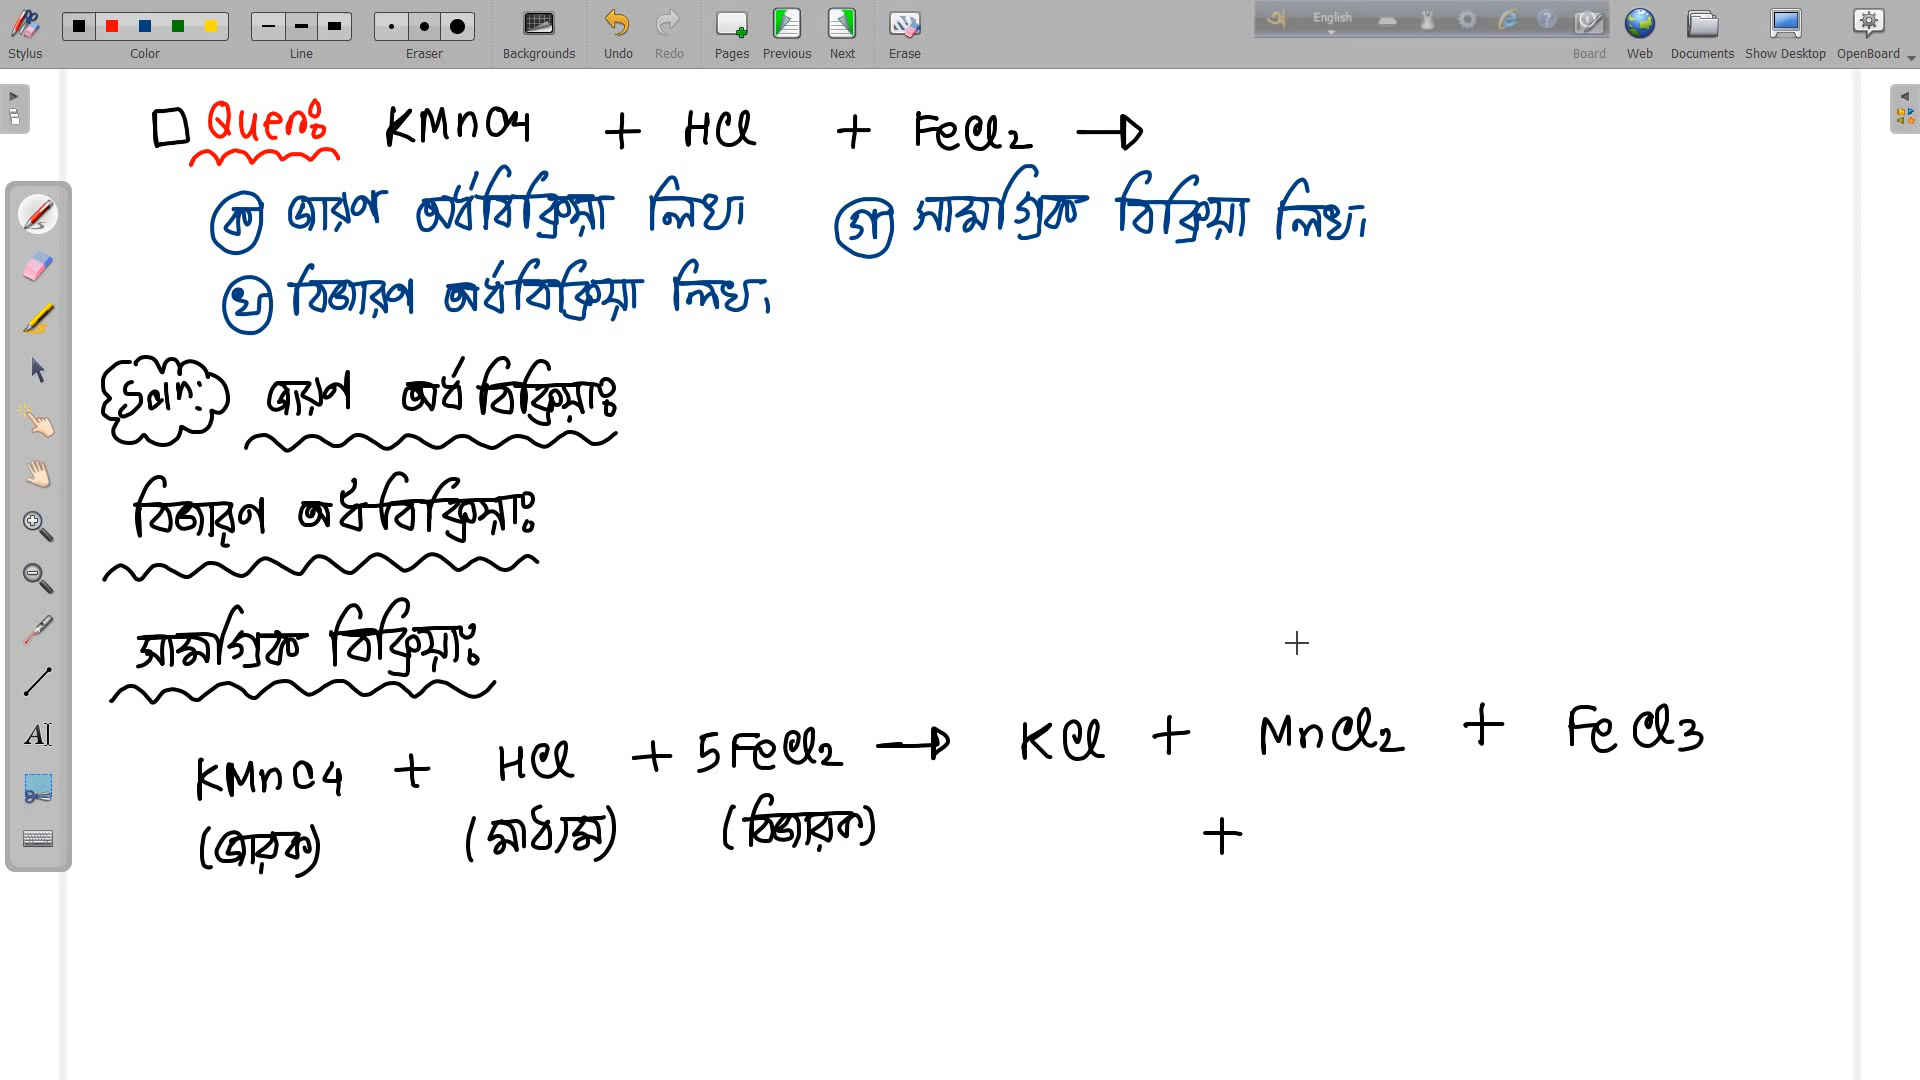 Stylus Color Line Eraser Backgrounds Undo Redo Pages Previous Next Erase English Board Web Documents Show Desktop OpenBoard
Quen: KMnO4 + HCl + FeCl2 →
ক জারণ অর্ধবিক্রিয়া লিখ। গ সামগ্রিক বিক্রিয়া লিখ।
খ বিজারণ অর্ধবিক্রিয়া লিখ।
Soln: জারণ অর্ধবিক্রিয়াঃ
বিজারণ অর্ধবিক্রিয়াঃ
সামগ্রিক বিক্রিয়াঃ
KMnO4 + HCl + 5FeCl2 → KCl + MnCl2 + FeCl3
(জারক) (মাধ্যম) (বিজারক) +